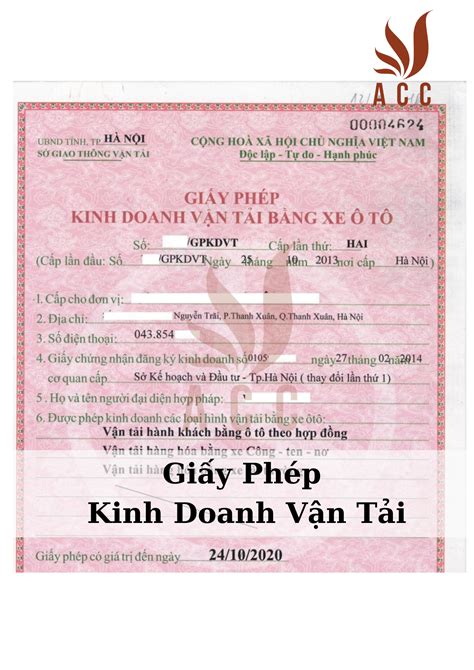 ACC
00004624
UBND TỈNH, TP. HÀ NỘI
SỞ GIAO THÔNG VẬN TẢI
CỘNG HOÀ XÃ HỘI CHỦ NGHĨA VIỆT NAM
Độc lập - Tự do - Hạnh phúc
GIẤY PHÉP
KINH DOANH VẬN TẢI BẰNG XE Ô TÔ
Số: /GPKDVT Cấp lần thứ: HAI
(Cấp lần đầu: Số /GPKDVT Ngày 25 tháng 10 2013 nơi cấp Hà Nội )
1. Cấp cho đơn vị:
2. Địa chỉ: Nguyễn Trãi, P.Thanh Xuân, Q.Thanh Xuân, Hà Nội
3. Số điện thoại: 043.854
4. Giấy chứng nhận đăng ký kinh doanh số 0105 ngày 27 tháng 02 2014
cơ quan cấp Sở Kế hoạch và Đầu tư - Tp.Hà Nội ( thay đổi lần thứ 1)
5. Họ và tên người đại diện hợp pháp:
6. Được phép kinh doanh các loại hình vận tải bằng xe ôtô:
Vận tải hành khách bằng ô tô theo hợp đồng
Vận tải hàng hóa bằng xe Công - ten - nơ
Vận tải hàng
Giấy Phép
Kinh Doanh Vận Tải
Giấy phép có giá trị đến ngày 24/10/2020